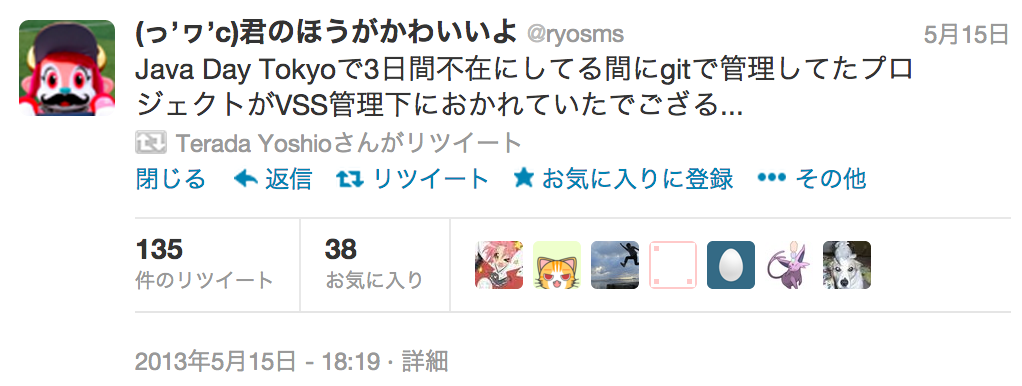 (っ’ヮ’c)君のほうがかわいいよ @ryosms 5月15日
Java Day Tokyoで3日間不在にしてる間にgitで管理してたプロ
ジェクトがVSS管理下におかれていたでござる...
Terada Yoshioさんがリツイート
閉じる 返信 リツイート お気に入りに登録 その他
135 38
件のリツイート お気に入り
2013年5月15日 - 18:19 · 詳細